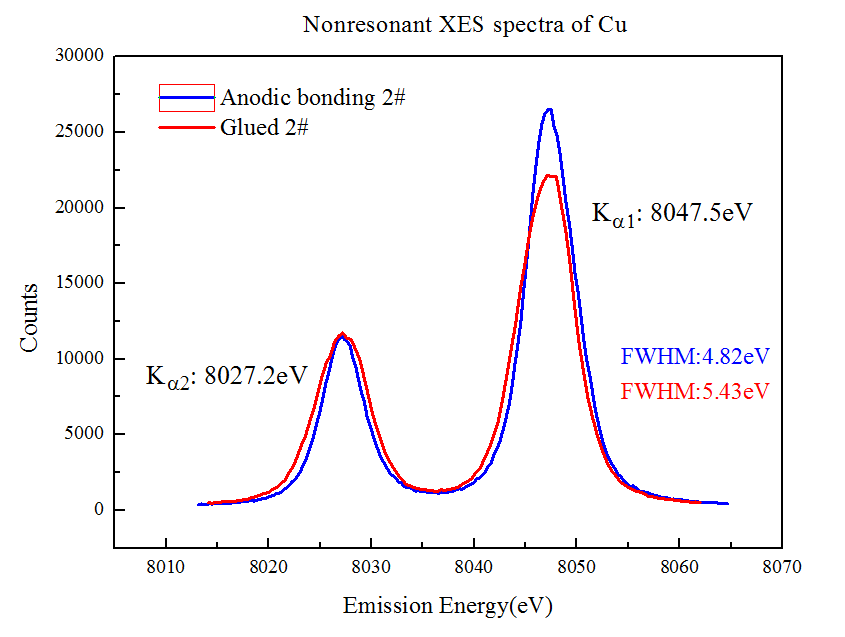 Nonresonant XES spectra of Cu
30000
25000
20000
15000
10000
5000
0
Counts
Anodic bonding 2#
Glued 2#
Kα1: 8047.5eV
Kα2: 8027.2eV
FWHM:4.82eV
FWHM:5.43eV
8010 8020 8030 8040 8050 8060 8070
Emission Energy(eV)